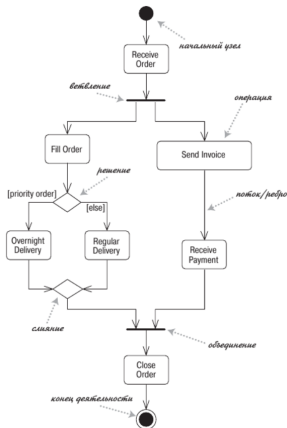 начальный узел
Receive
Order
ветвление
операция
Fill Order
Send Invoice
решение
[priority order]
[else]
поток/ребро
Overnight
Delivery
Regular
Delivery
Receive
Payment
слияние
объединение
Close
Order
конец деятельности